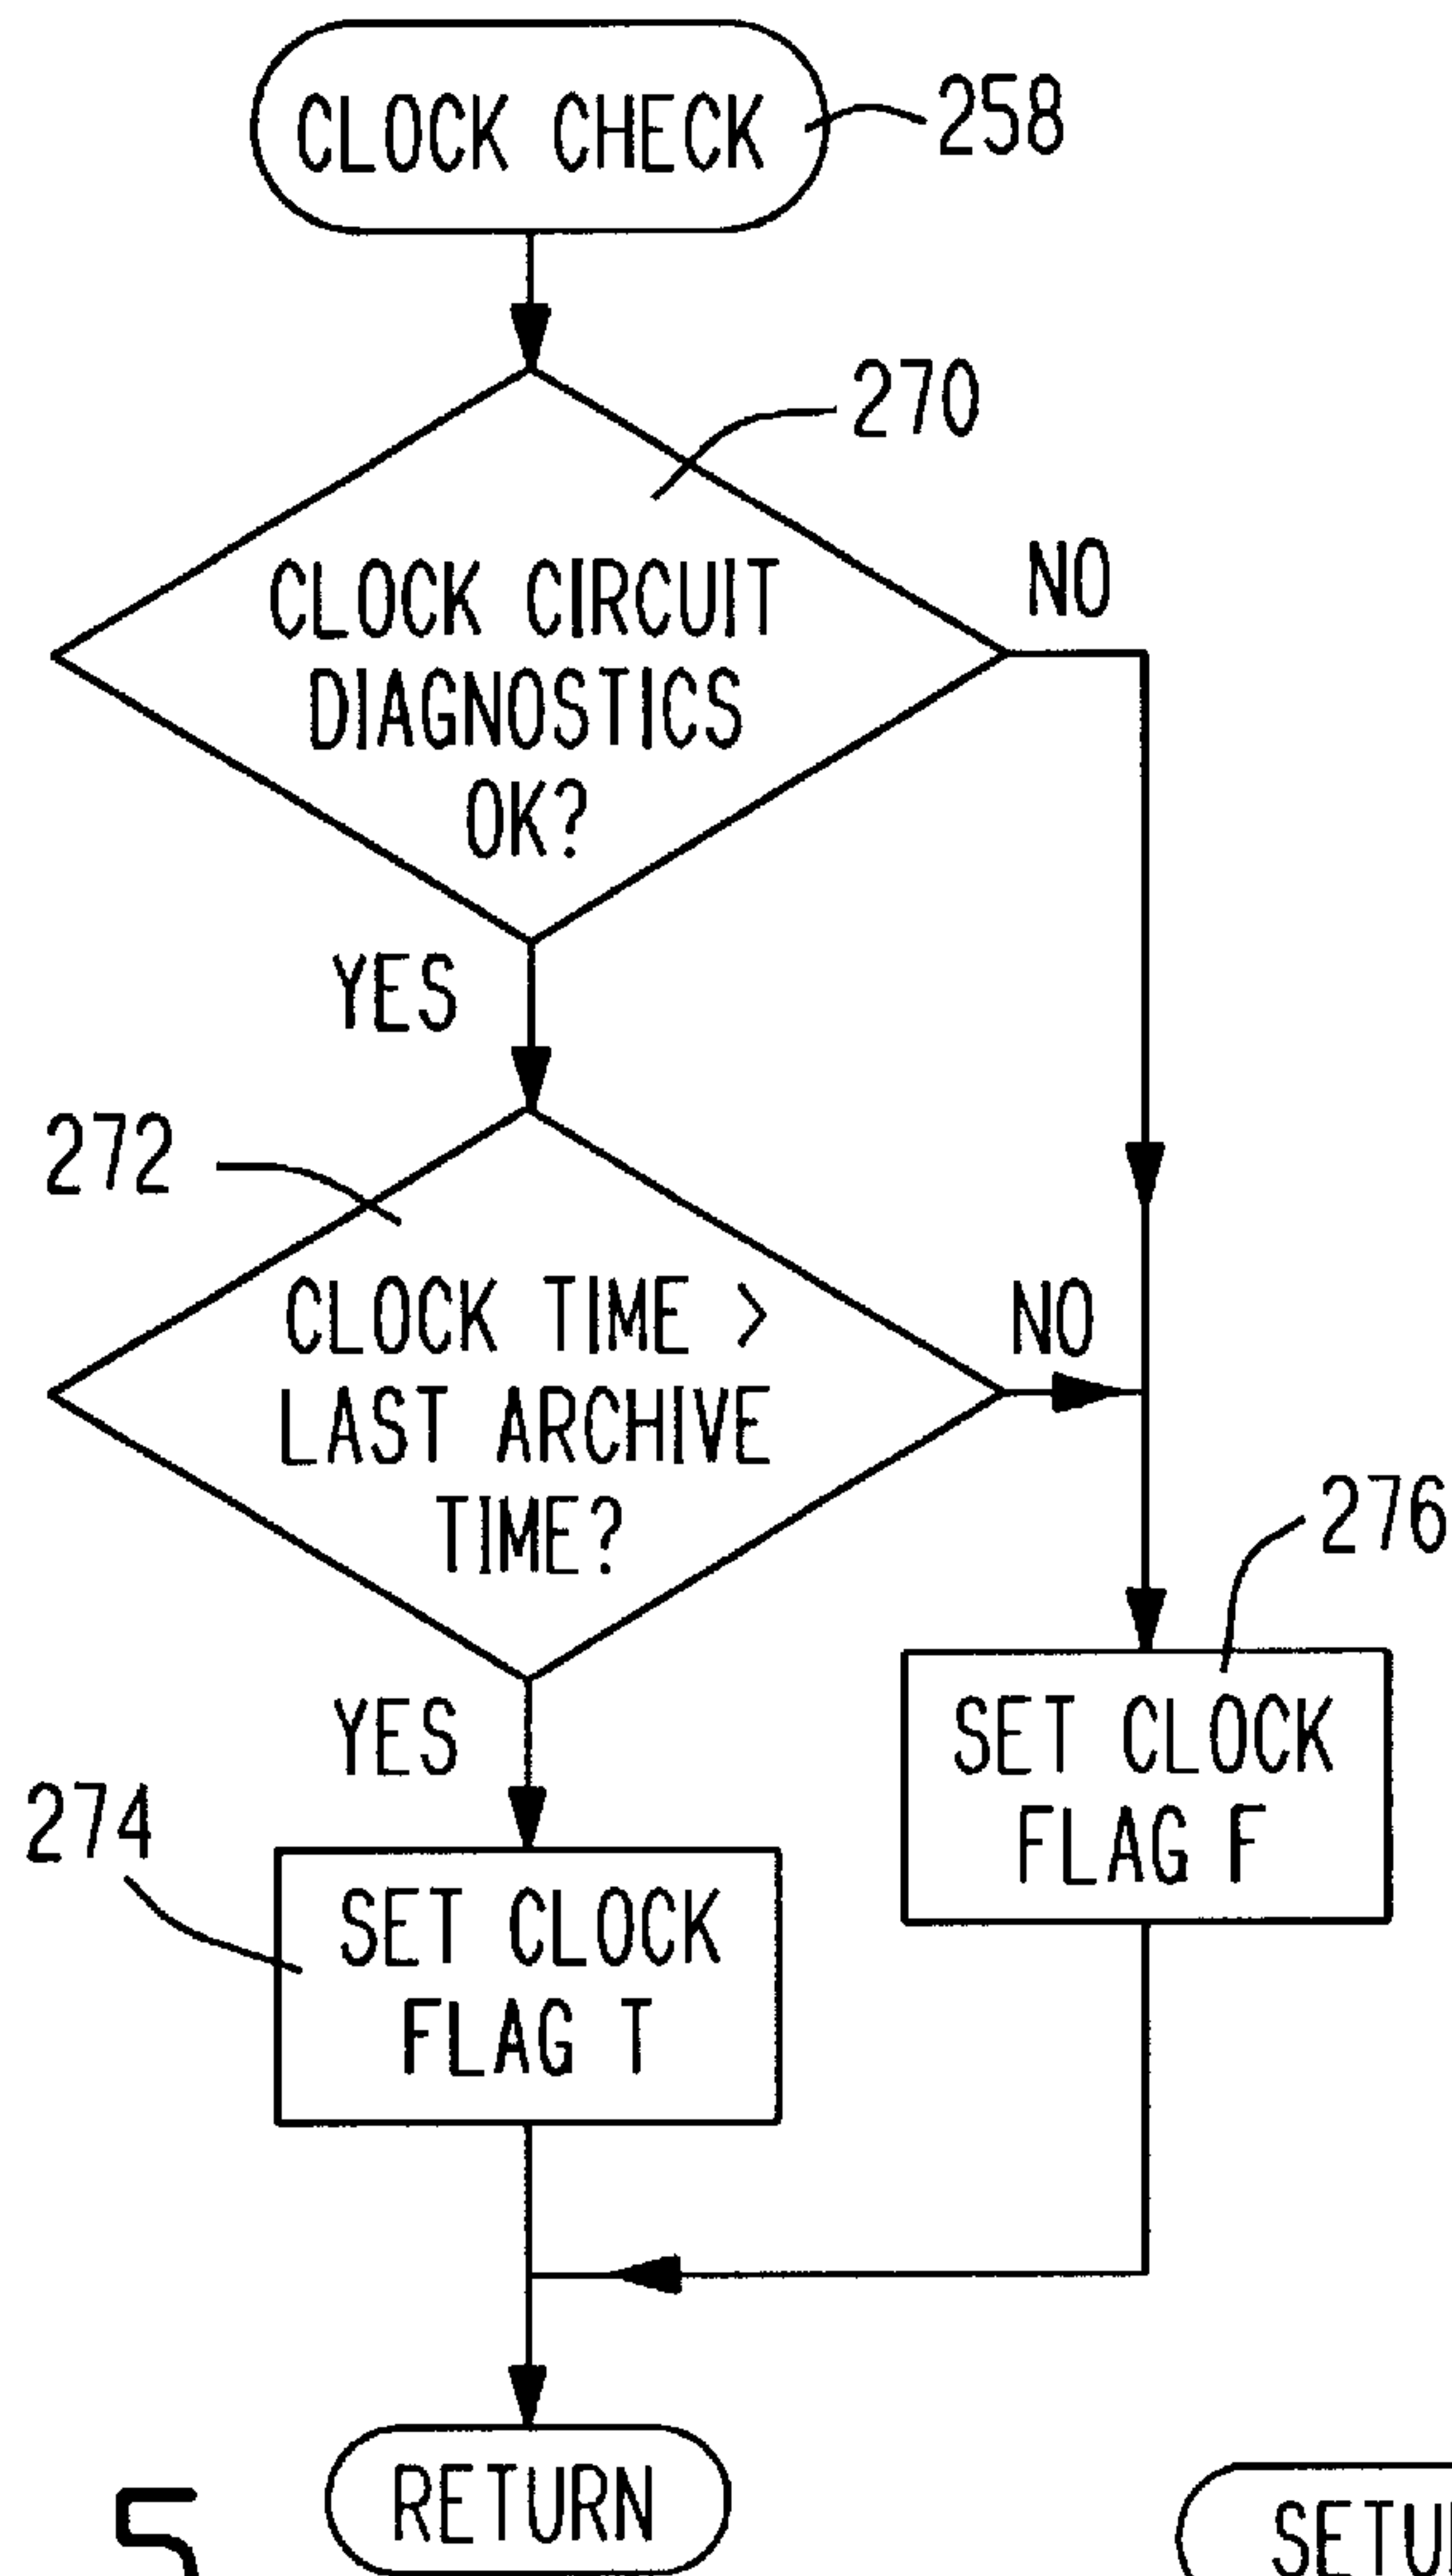 CLOCK CHECK
258
270
CLOCK CIRCUIT
DIAGNOSTICS
OK?
NO
YES
272
CLOCK TIME >
LAST ARCHIVE
TIME?
NO
276
YES
SET CLOCK
FLAG F
274
SET CLOCK
FLAG T
RETURN
5